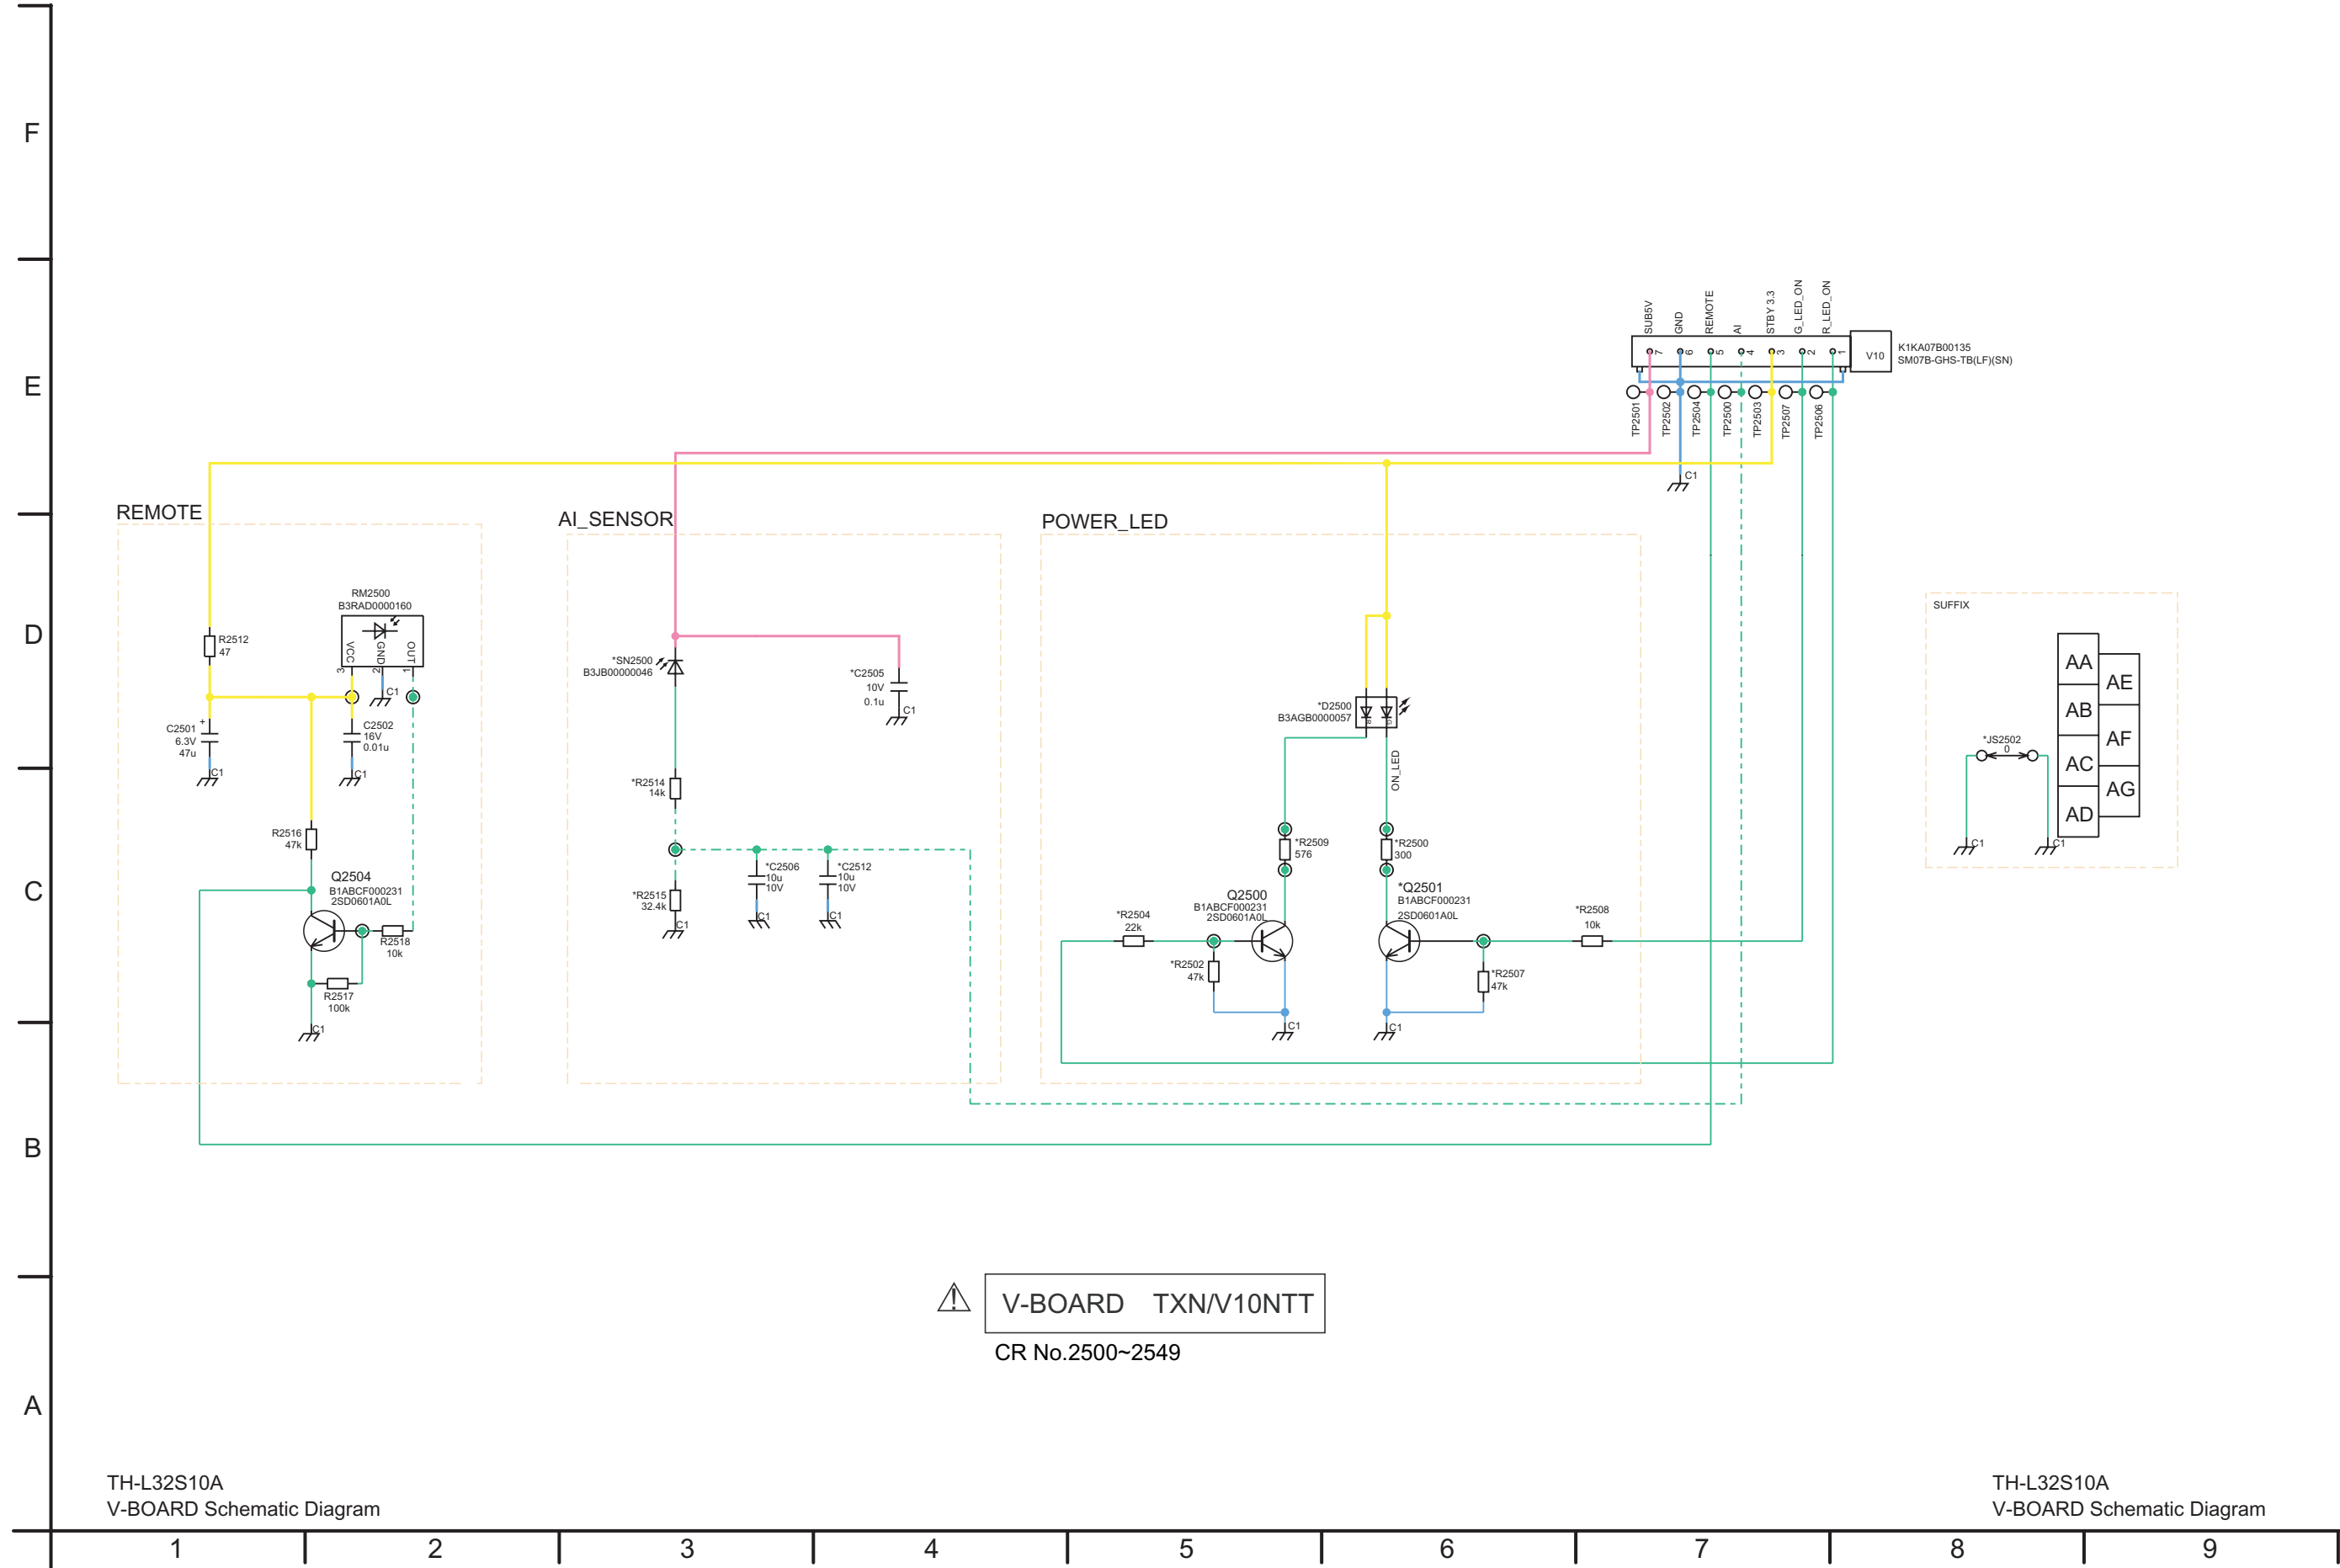 F
E
D
C
B
A
SUB5V
GND
REMOTE
AI
STBY 3.3
G_LED_ON
R_LED_ON
7
6
5
4
3
2
1
V10
K1KA07B00135
SM07B-GHS-TB(LF)(SN)
TP2501
TP2502
TP2504
TP2500
TP2503
TP2507
TP2506
C1
REMOTE
RM2500
B3RAD0000160
VCC
GND
OUT
3
2
1
C1
R2512
47
C2501
+
6.3V
47u
C1
C2502
16V
0.01u
C1
R2516
47k
Q2504
B1ABCF000231
2SD0601A0L
R2518
10k
R2517
100k
C1
AI_SENSOR
*SN2500
B3JB00000046
*C2505
10V
0.1u
C1
*R2514
14k
*R2515
32.4k
C1
*C2506
10u
10V
C1
*C2512
10u
10V
C1
POWER_LED
*D2500
B3AGB0000057
R
G
ON_LED
*R2509
576
*R2500
300
Q2500
B1ABCF000231
2SD0601A0L
*Q2501
B1ABCF000231
2SD0601A0L
*R2504
22k
*R2502
47k
*R2508
10k
*R2507
47k
C1
C1
SUFFIX
*JS2502
0
C1
C1
AA
AB
AC
AD
AE
AF
AG
V-BOARD TXN/V10NTT
CR No.2500~2549
TH-L32S10A
V-BOARD Schematic Diagram
TH-L32S10A
V-BOARD Schematic Diagram
1
2
3
4
5
6
7
8
9